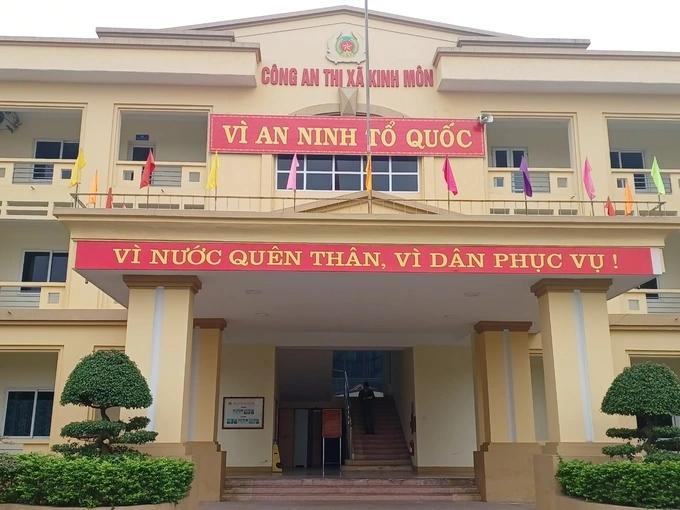 CÔNG AN THỊ XÃ KINH MÔN
VÌ AN NINH TỔ QUỐC
VÌ NƯỚC QUÊN THÂN, VÌ DÂN PHỤC VỤ !